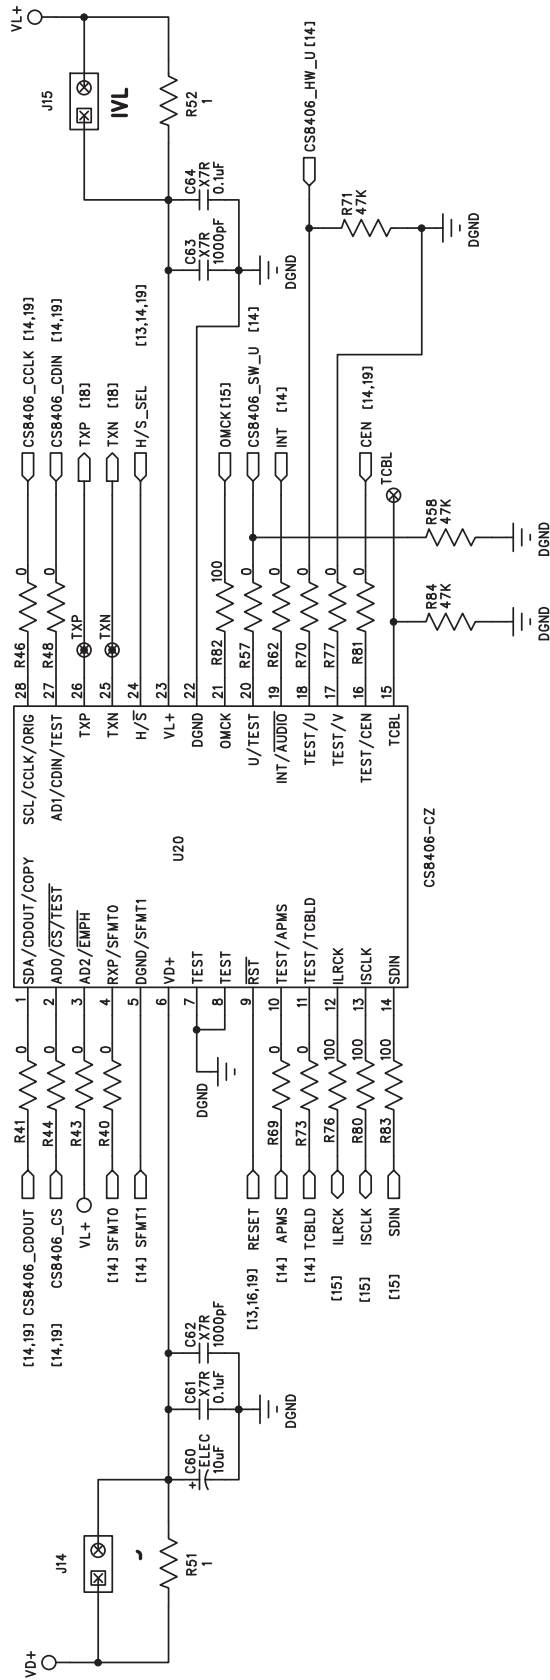 VL+
J15
IVL
R52
1
C64
X7R
0.1uF
C63
X7R
1000pF
DGND
CS8406_HW_U [14]
R71
47K
DGND
CS8406_CCLK [14,19]
CS8406_CDIN [14,19]
TXP [18]
TXN [18]
H/S_SEL [13,14,19]
OMCK[15]
CS8406_SW_U [14]
INT [14]
CEN [14,19]
TCBL
R58
47K
DGND
R84
47K
DGND
R46 0
R48 0
TXP
TXN
R82 100
R57 0
R62 0
R70 0
R77 0
R81 0
28 SCL/CCLK/ORIG
27 AD1/CDIN/TEST
26 TXP
25 TXN
24 H/S
23 VL+
22 DGND
21 OMCK
20 U/TEST
19 INT/AUDIO
18 TEST/U
17 TEST/V
16 TEST/CEN
15 TCBL
U20
CS8406-CZ
1 SDA/CDOUT/COPY
2 AD0/CS/TEST
3 AD2/EMPH
4 RXP/SFMT0
5 DGND/SFMT1
6 VD+
7 TEST
8 TEST
9 RST
10 TEST/APMS
11 TEST/TCBLD
12 ILRCK
13 ISCLK
14 SDIN
R41 0
R44 0
R43 0
R40 0
DGND
R69 0
R73 0
R76 100
R80 100
R83 100
[14,19] CS8406_CDOUT
[14,19] CS8406_CS
VL+
[14] SFMT0
[14] SFMT1
[13,16,19] RESET
[14] APMS
[14] TCBLD
[15] ILRCK
[15] ISCLK
[15] SDIN
C62
X7R
1000pF
C61
X7R
0.1uF
+
C60
ELEC
10uF
DGND
J14
R51
1
VD+